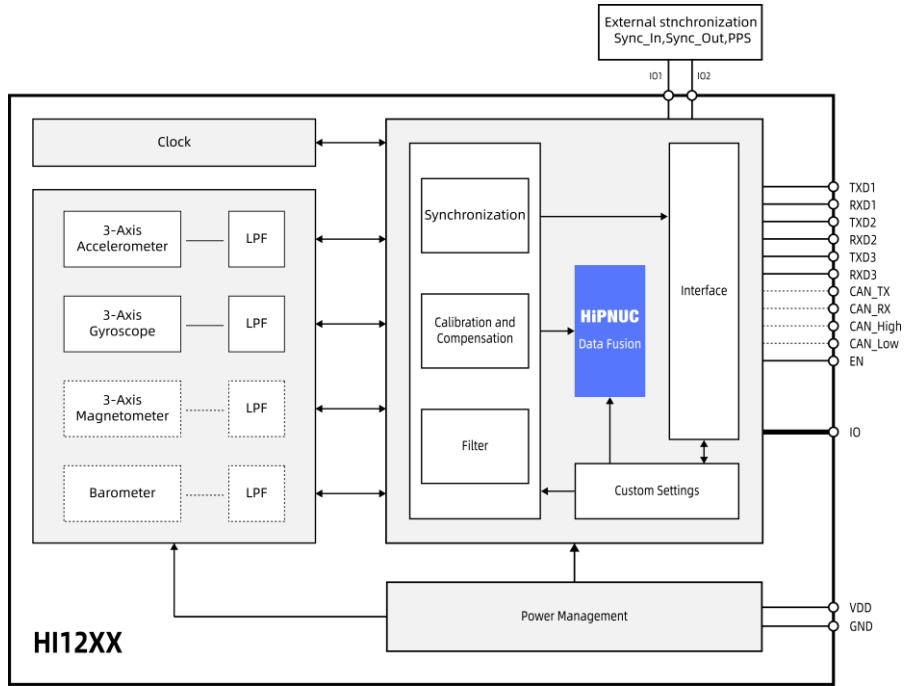 External stnchronization
Sync_In,Sync_Out,PPS
IO1
IO2
Clock
3-Axis
Accelerometer
LPF
3-Axis
Gyroscope
LPF
3-Axis
Magnetometer
LPF
Barometer
LPF
Synchronization
Calibration and
Compensation
Filter
HiPNUC
Data Fusion
Interface
Custom Settings
TXD1
RXD1
TXD2
RXD2
TXD3
RXD3
CAN_TX
CAN_RX
CAN_High
CAN_Low
EN
IO
Power Management
VDD
GND
HI12XX